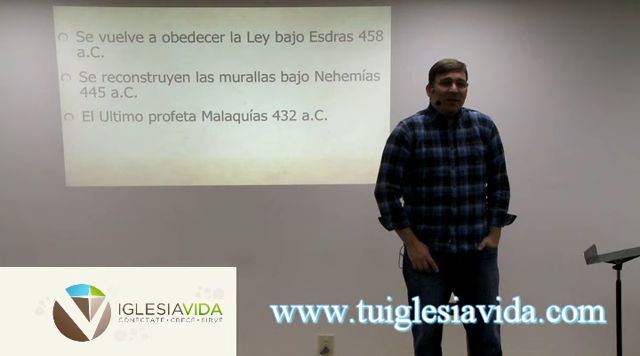 Se vuelve a obedecer la Ley bajo Esdras 458
a.C.
Se reconstruyen las murallas bajo Nehemías
445 a.C.
El Ultimo profeta Malaquías 432 a.C.
IGLESIAVIDA
CONECTATE • CRECE • SIRVE
www.tuiglesiavida.com